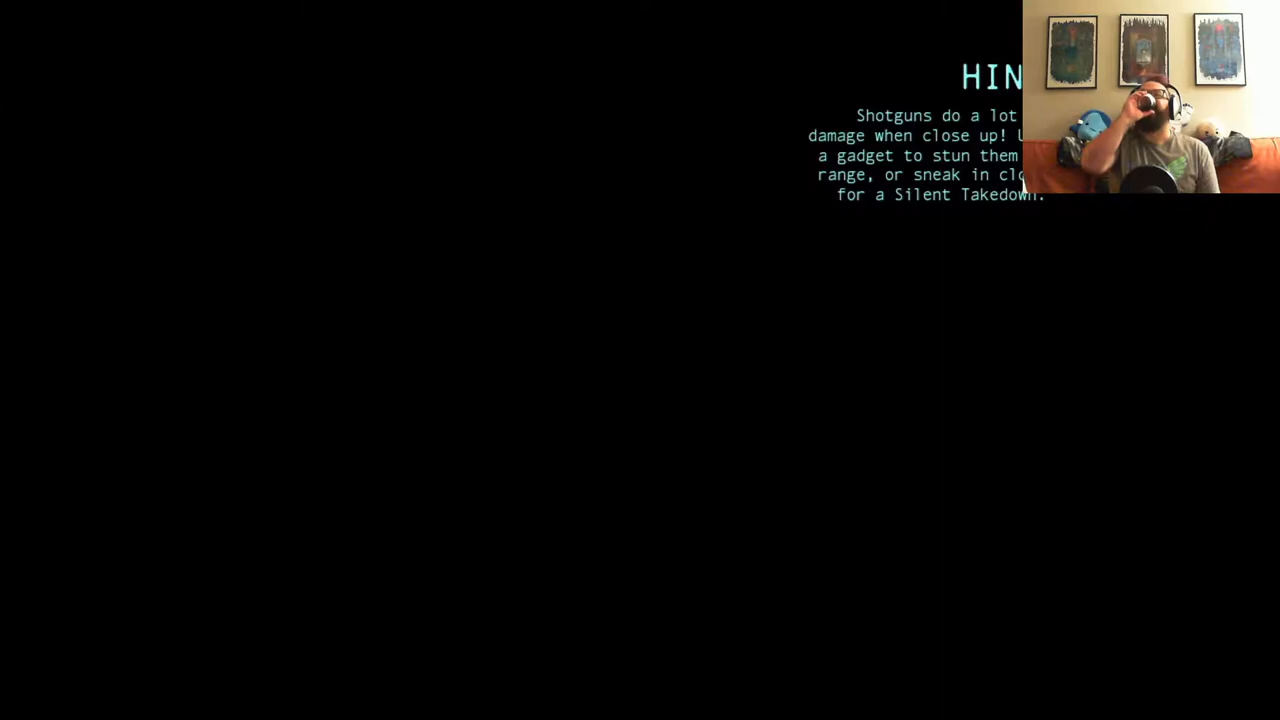 HIN
Shotguns do a lot
damage when close up!
a gadget to stun them
range, or sneak in clo
for a Silent Takedown.